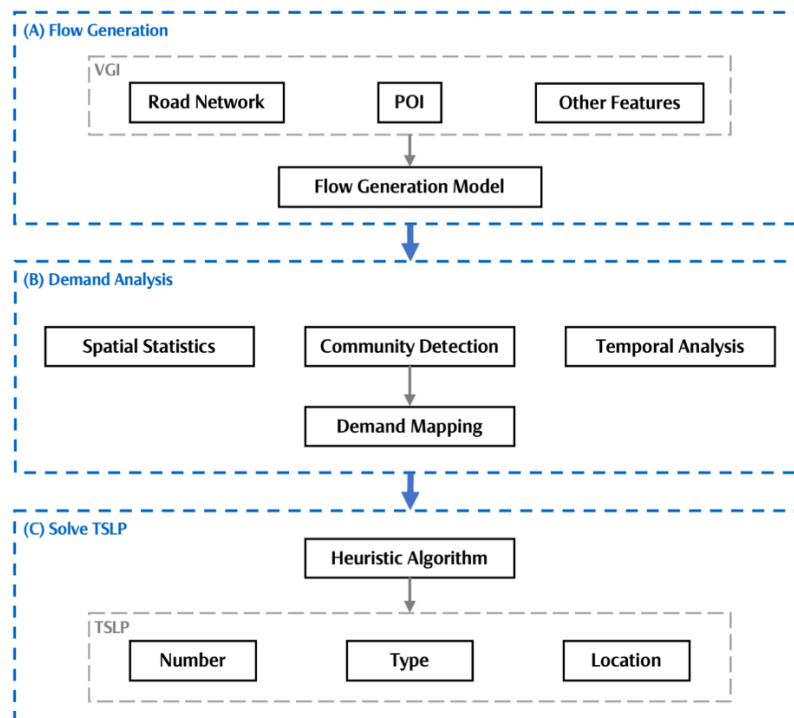 (A) Flow Generation
VGI
Road Network
POI
Other Features
Flow Generation Model
(B) Demand Analysis
Spatial Statistics
Community Detection
Temporal Analysis
Demand Mapping
(C) Solve TSLP
Heuristic Algorithm
TSLP
Number
Type
Location